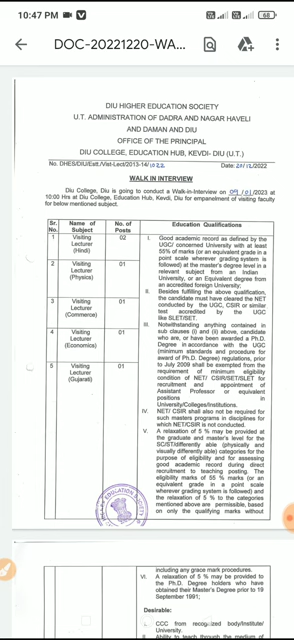 10:47 PM
68
DOC-20221220-WA...
DIU HIGHER EDUCATION SOCIETY
U.T. ADMINISTRATION OF DADRA AND NAGAR HAVELI
AND DAMAN AND DIU
OFFICE OF THE PRINCIPAL
DIU COLLEGE, EDUCATION HUB, KEVDI- DIU (U.T.)
No. DHES/DIU/Estt./Vist-Lect/2013-14/1022 Date: 20/12/2022
WALK IN INTERVIEW
Diu College, Diu is going to conduct a Walk-in-Interview on 09/01/2023 at
10:00 Hrs at Diu College, Education Hub, Kevdi, Diu for empanelment of visiting faculty
for below mentioned subject.
Sr. No. Name of Subject No. of Posts Education Qualifications
1 Visiting Lecturer (Hindi) 02
2 Visiting Lecturer (Physics) 01
3 Visiting Lecturer (Commerce) 01
4 Visiting Lecturer (Economics) 01
5 Visiting Lecturer (Gujarati) 01
I. Good academic record as defined by the
UGC/ concerned University with at least
55% of marks (or an equivalent grade in a
point scale wherever grading system is
followed) at the master's degree level in a
relevant subject from an Indian
University, or an Equivalent degree from
an accredited foreign University;
II. Besides fulfilling the above qualification,
the candidate must have cleared the NET
conducted by the UGC, CSIR or similar
test accredited by the UGC
like SLET/SET.
III. Notwithstanding anything contained in
sub clauses (i) and (ii) above, candidate
who are, or have been awarded a Ph.D.
Degree in accordance with the UGC
(minimum standards and procedure for
award of Ph.D. Degree) regulations, prior
to July 2009 shall be exempted from the
requirement of minimum eligibility
condition of NET/ CSIR/SET/SLET for
recruitment and appointment of
Assistant Professor or equivalent
positions in
University/Colleges/Institutions.
IV. NET/ CSIR shall also not be required for
such masters programs in disciplines for
which NET/CSIR is not conducted.
V. A relaxation of 5 % may be provided at
the graduate and master's level for the
SC/ST/differently able (physically and
visually differently able) categories for the
purpose of eligibility and for assessing
good academic record during direct
recruitment to teaching posting. The
eligibility marks of 55 % marks (or an
equivalent grade in a point scale
wherever grading system is followed) and
the relaxation of 5 % to the categories
mentioned above are permissible, based
on only the qualifying marks without
including any grace mark procedures.
VI. A relaxation of 5 % may be provided to
the Ph.D. Degree holders who have
obtained their Master's Degree prior to 19
September 1991;
Desirable:
CCC from recognized body/Institute/
University.
II Ability to teach through the medium of